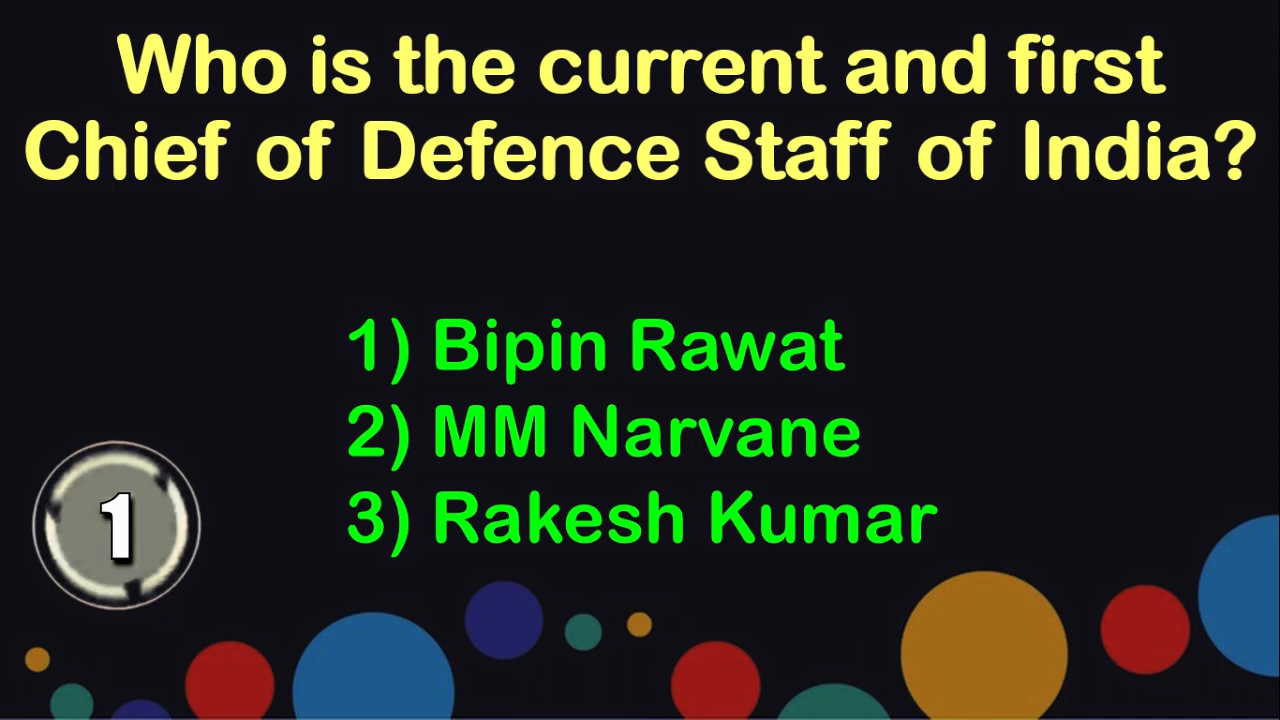 Who is the current and first
Chief of Defence Staff of India?
1) Bipin Rawat
2) MM Narvane
3) Rakesh Kumar
1